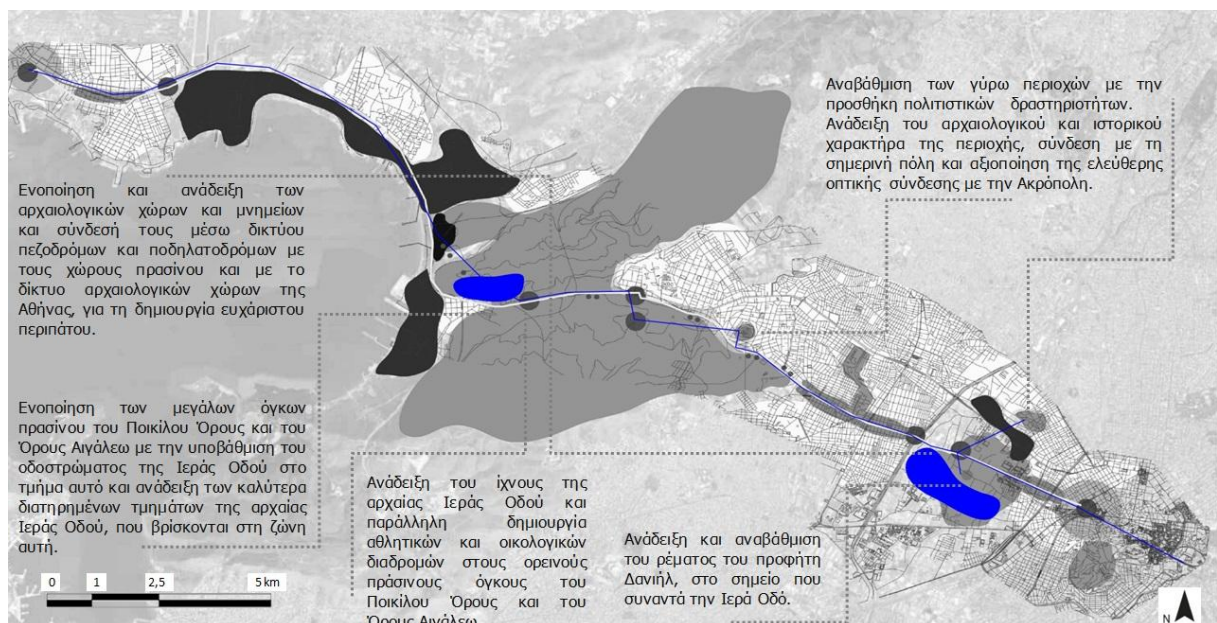 Αναβάθμιση των γύρω περιοχών με την
προσθήκη πολιτιστικών δραστηριοτήτων.
Ανάδειξη του αρχαιολογικού και ιστορικού
χαρακτήρα της περιοχής, σύνδεση με τη
σημερινή πόλη και αξιοποίηση της ελεύθερης
οπτικής σύνδεσης με την Ακρόπολη.
Ενοποίηση και ανάδειξη των
αρχαιολογικών χώρων και μνημείων
και σύνδεσή τους μέσω δικτύου
πεζοδρόμων και ποδηλατοδρόμων με
τους χώρους πρασίνου και με το
δίκτυο αρχαιολογικών χώρων της
Αθήνας, για τη δημιουργία ευχάριστου
περιπάτου.
Ενοποίηση των μεγάλων όγκων
πρασίνου του Ποικίλου Όρους και του
Όρους Αιγάλεω με την υποβάθμιση του
οδοστρώματος της Ιεράς Οδού στο
τμήμα αυτό και ανάδειξη των καλύτερα
διατηρημένων τμημάτων της αρχαίας
Ιεράς Οδού, που βρίσκονται στη ζώνη
αυτή.
Ανάδειξη του ίχνους της
αρχαίας Ιεράς Οδού και
παράλληλη δημιουργία
αθλητικών και οικολογικών
διαδρομών στους ορεινούς
πράσινους όγκους του
Ποικίλου Όρους και του
Όρους Αιγάλεω.
Ανάδειξη και αναβάθμιση
του ρέματος του προφήτη
Δανιήλ, στο σημείο που
συναντά την Ιερά Οδό.
0 1 2,5 5 km
N